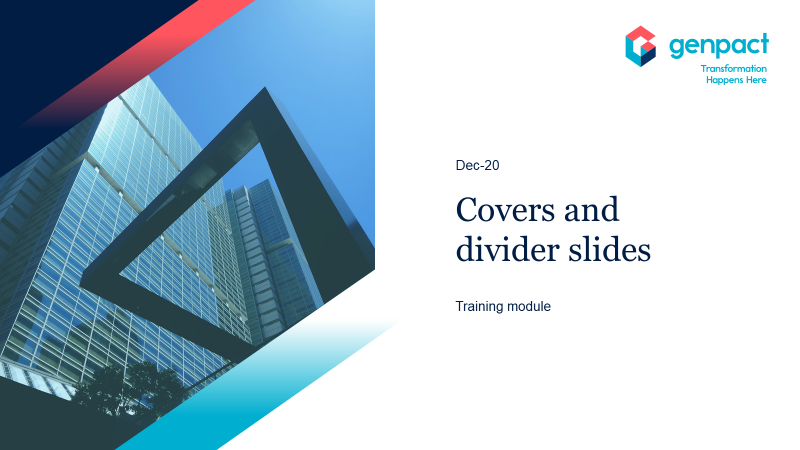 genpact
Transformation
Happens Here
Dec-20
Covers and
divider slides
Training module